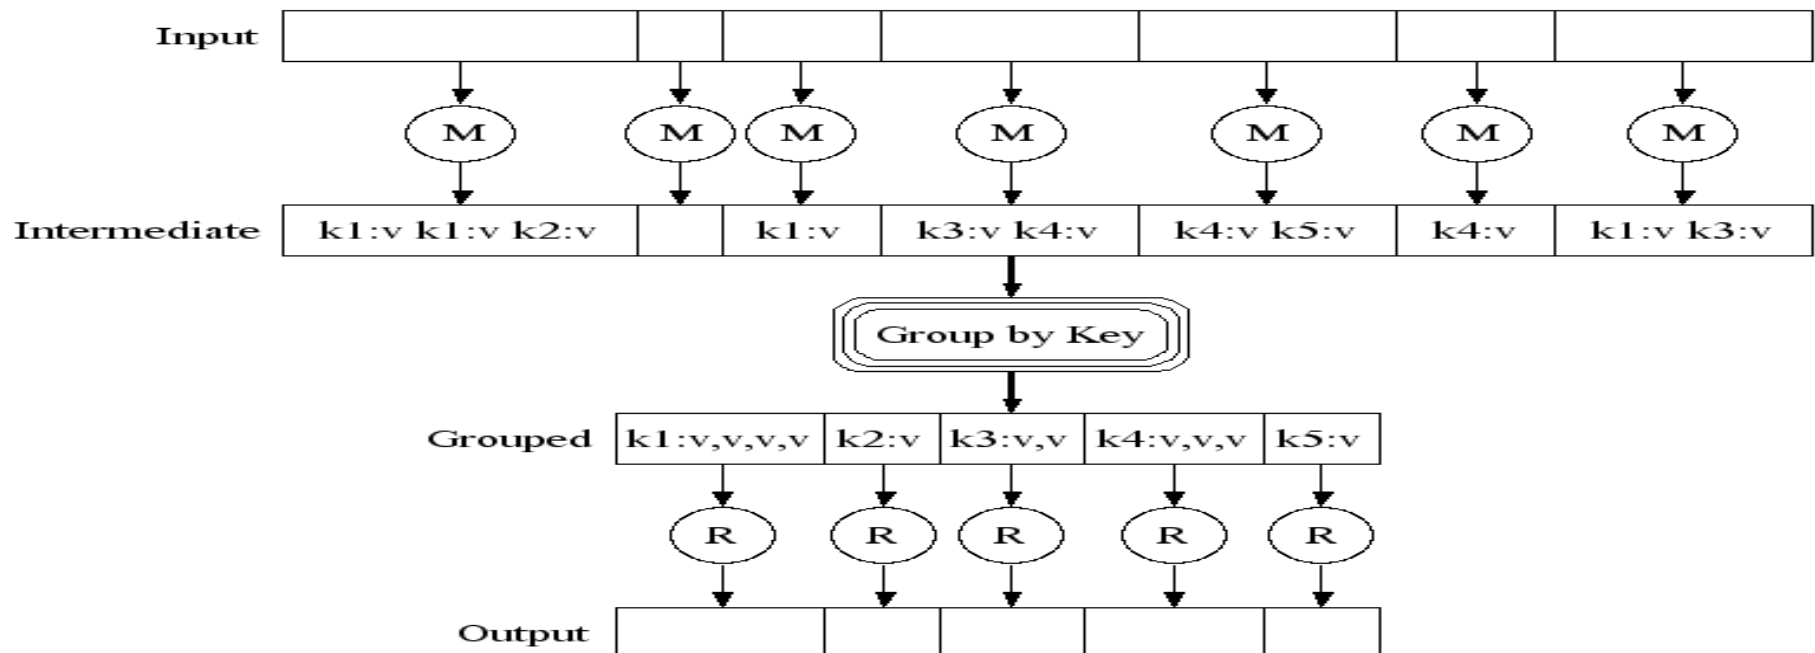 Input
M M M M M M M
Intermediate k1:v k1:v k2:v k1:v k3:v k4:v k4:v k5:v k4:v k1:v k3:v
Group by Key
Grouped k1:v,v,v,v k2:v k3:v,v k4:v,v,v k5:v
R R R R R
Output